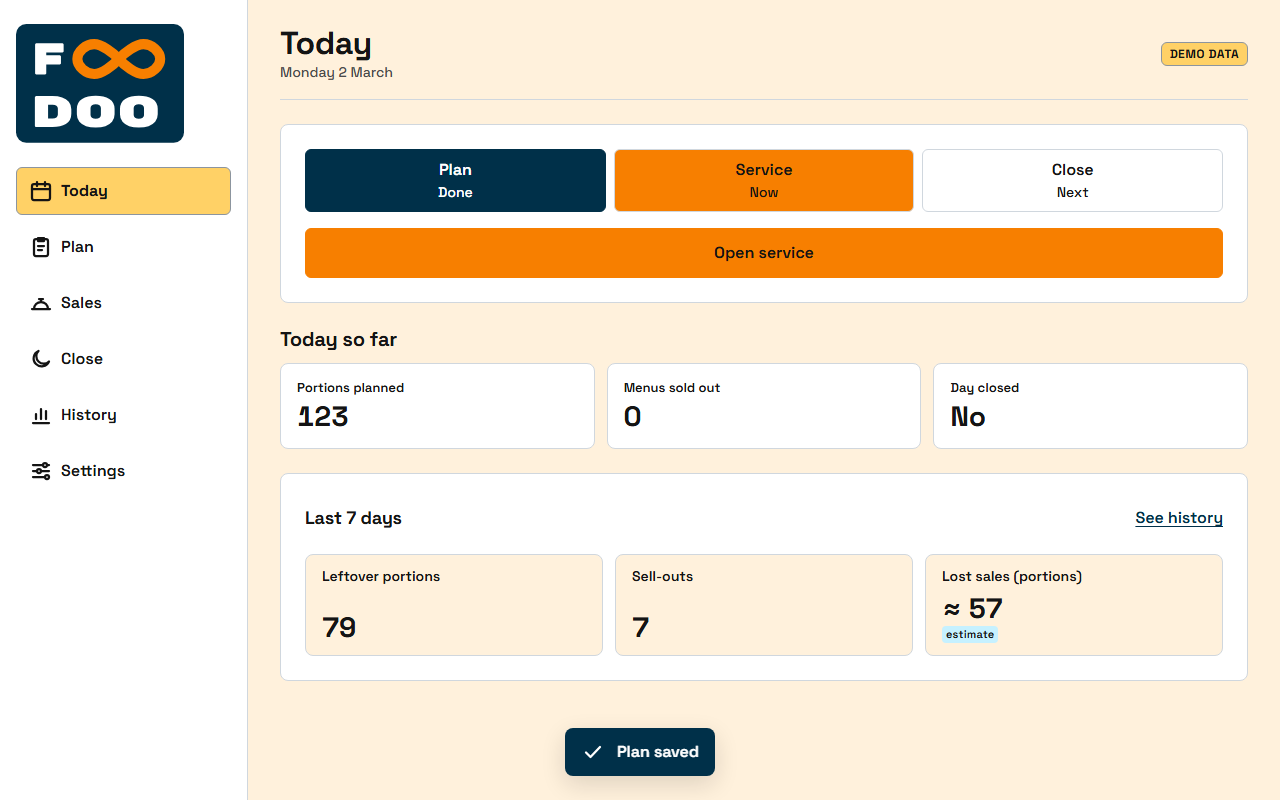 F∞
DOO
Today
Plan
Sales
Close
History
Settings
Today
Monday 2 March
DEMO DATA
Plan
Done
Service
Now
Close
Next
Open service
Today so far
Portions planned
123
Menus sold out
0
Day closed
No
Last 7 days
See history
Leftover portions
79
Sell-outs
7
Lost sales (portions)
≈ 57
estimate
Plan saved